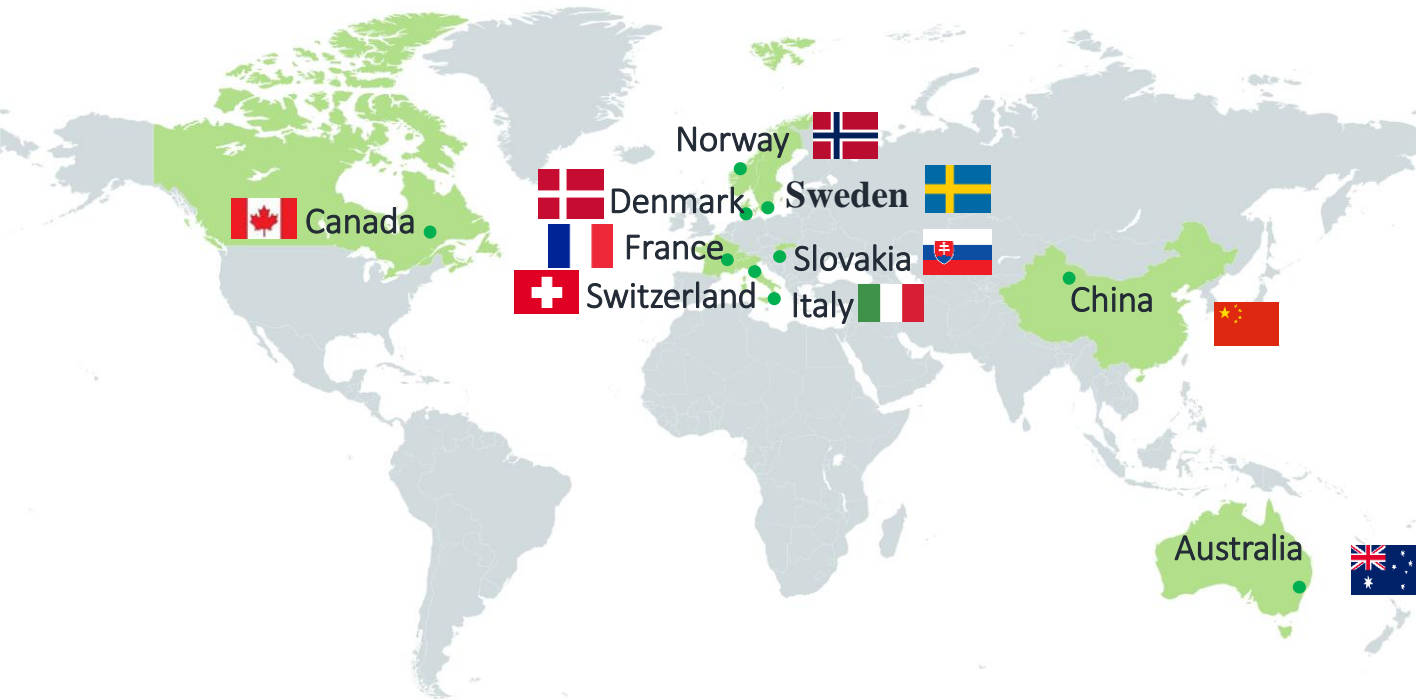 Norway
Denmark
Sweden
Canada
France
Slovakia
Switzerland
Italy
China
Australia